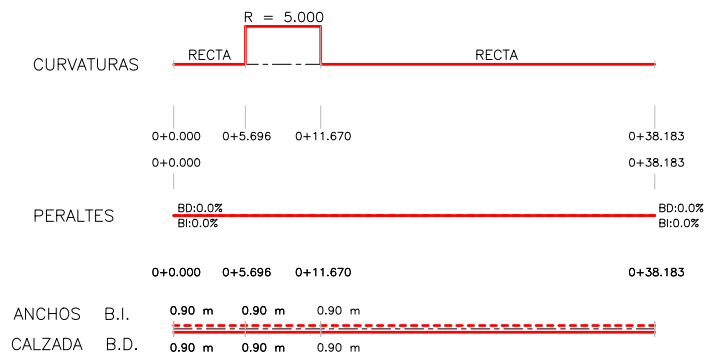 R = 5.000
RECTA RECTA
CURVATURAS
0+0.000 0+5.696 0+11.670 0+38.183
0+0.000 0+38.183
BD:0.0% BD:0.0%
PERALTES
BI:0.0% BI:0.0%
0+0.000 0+5.696 0+11.670 0+38.183
ANCHOS B.I. 0.90 m 0.90 m 0.90 m
CALZADA B.D. 0.90 m 0.90 m 0.90 m